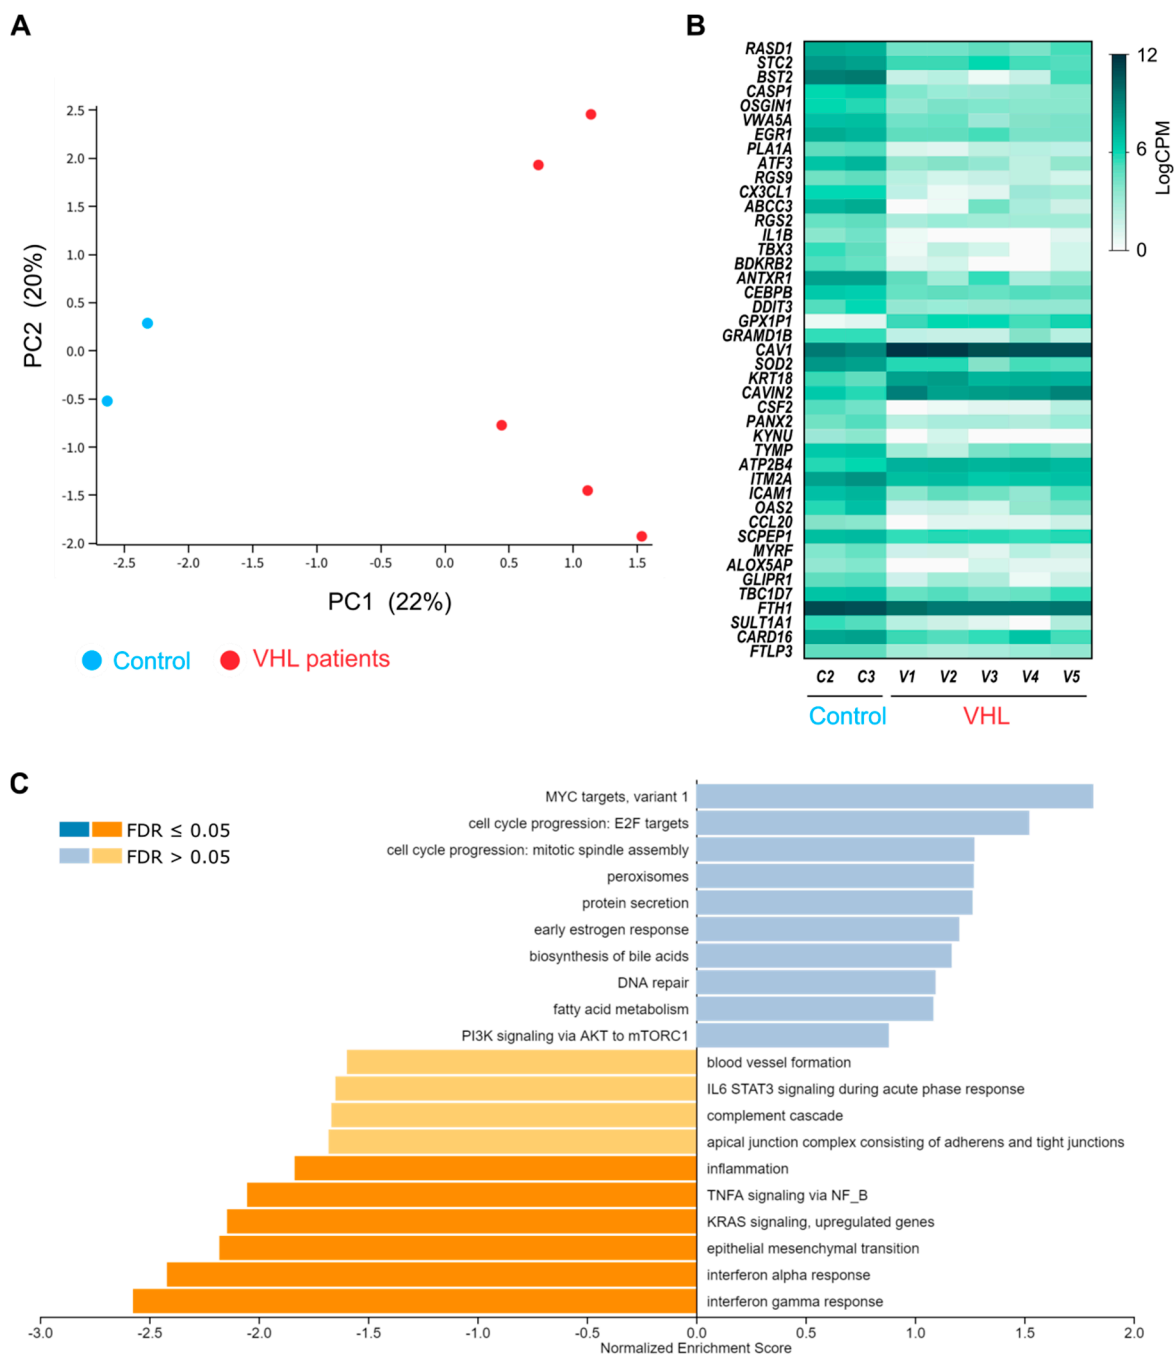 A
2.5
2.0
1.5
1.0
0.5
0.0
-0.5
-1.0
-1.5
-2.0
PC2 (20%)
-2.5 -2.0 -1.5 -1.0 -0.5 0.0 0.5 1.0 1.5
PC1 (22%)
Control VHL patients
B
RASD1
STC2
BST2
CASP1
OSGIN1
VWA5A
EGR1
PLA1A
ATF3
RGS9
CX3CL1
ABCC3
RGS2
IL1B
TBX3
BDKRB2
ANTXR1
CEBPB
DDIT3
GPX1P1
GRAMD1B
CAV1
SOD2
KRT18
CAVIN2
CSF2
PANX2
KYNU
TYMP
ATP2B4
ITM2A
ICAM1
OAS2
CCL20
SCPEP1
MYRF
ALOX5AP
GLIPR1
TBC1D7
FTH1
SULT1A1
CARD16
FTLP3
C2 C3 V1 V2 V3 V4 V5
Control VHL
12
6
0
LogCPM
C
FDR ≤ 0.05
FDR > 0.05
MYC targets, variant 1
cell cycle progression: E2F targets
cell cycle progression: mitotic spindle assembly
peroxisomes
protein secretion
early estrogen response
biosynthesis of bile acids
DNA repair
fatty acid metabolism
PI3K signaling via AKT to mTORC1
blood vessel formation
IL6 STAT3 signaling during acute phase response
complement cascade
apical junction complex consisting of adherens and tight junctions
inflammation
TNFA signaling via NF_B
KRAS signaling, upregulated genes
epithelial mesenchymal transition
interferon alpha response
interferon gamma response
-3.0 -2.5 -2.0 -1.5 -1.0 -0.5 0.0 0.5 1.0 1.5 2.0
Normalized Enrichment Score